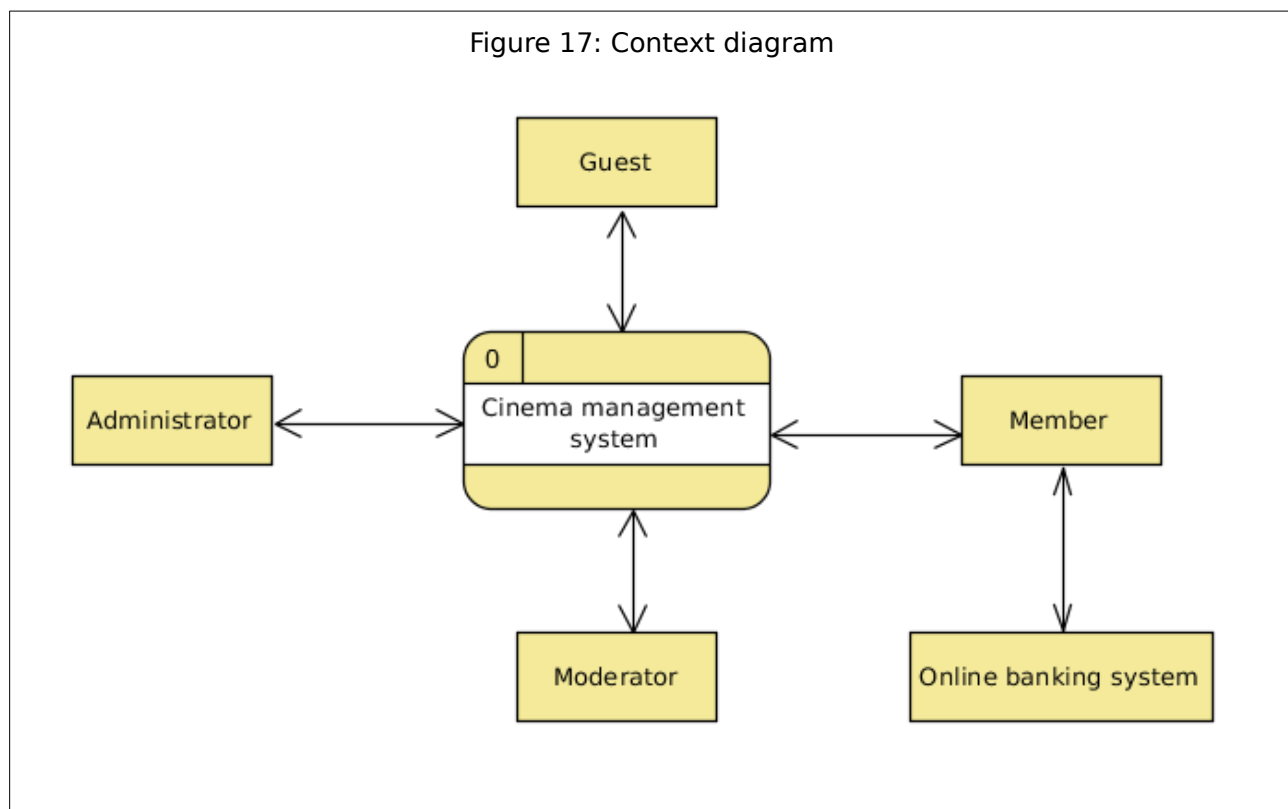 Figure 17: Context diagram
Guest
0
Administrator
Cinema management
system
Member
Moderator
Online banking system